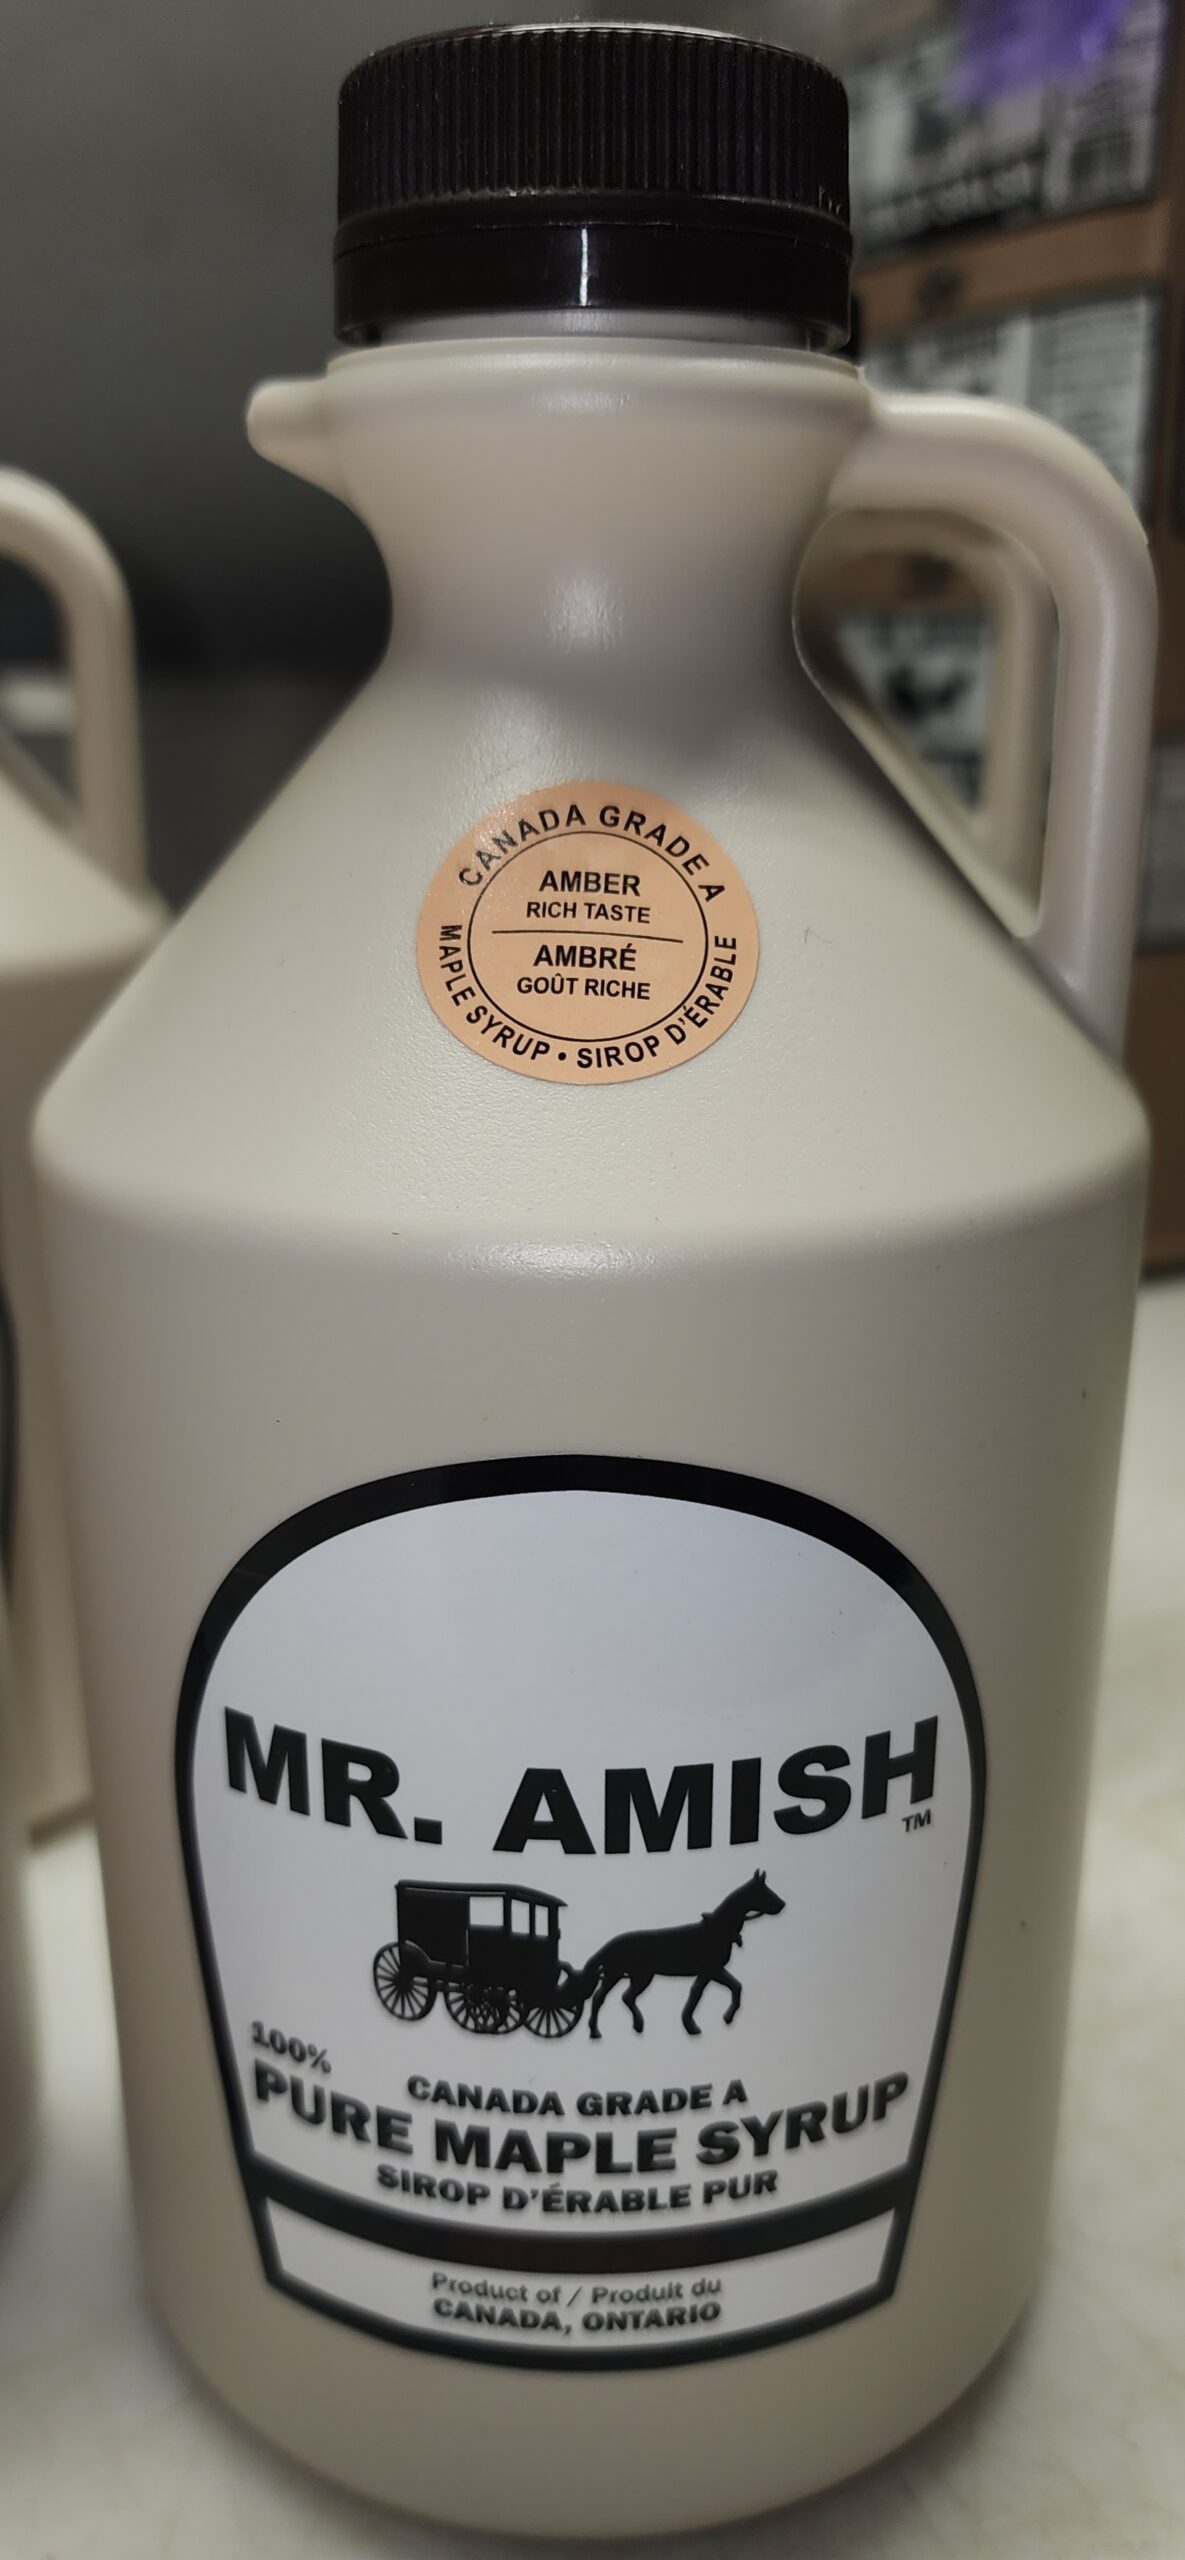 CANADA GRADE A
AMBER
RICH TASTE
AMBRÉ
GOÛT RICHE
MAPLE SYRUP • SIROP D'ÉRABLE
MR. AMISH
TM
100%
CANADA GRADE A
PURE MAPLE SYRUP
SIROP D'ÉRABLE PUR
Product of / Produit du
CANADA, ONTARIO